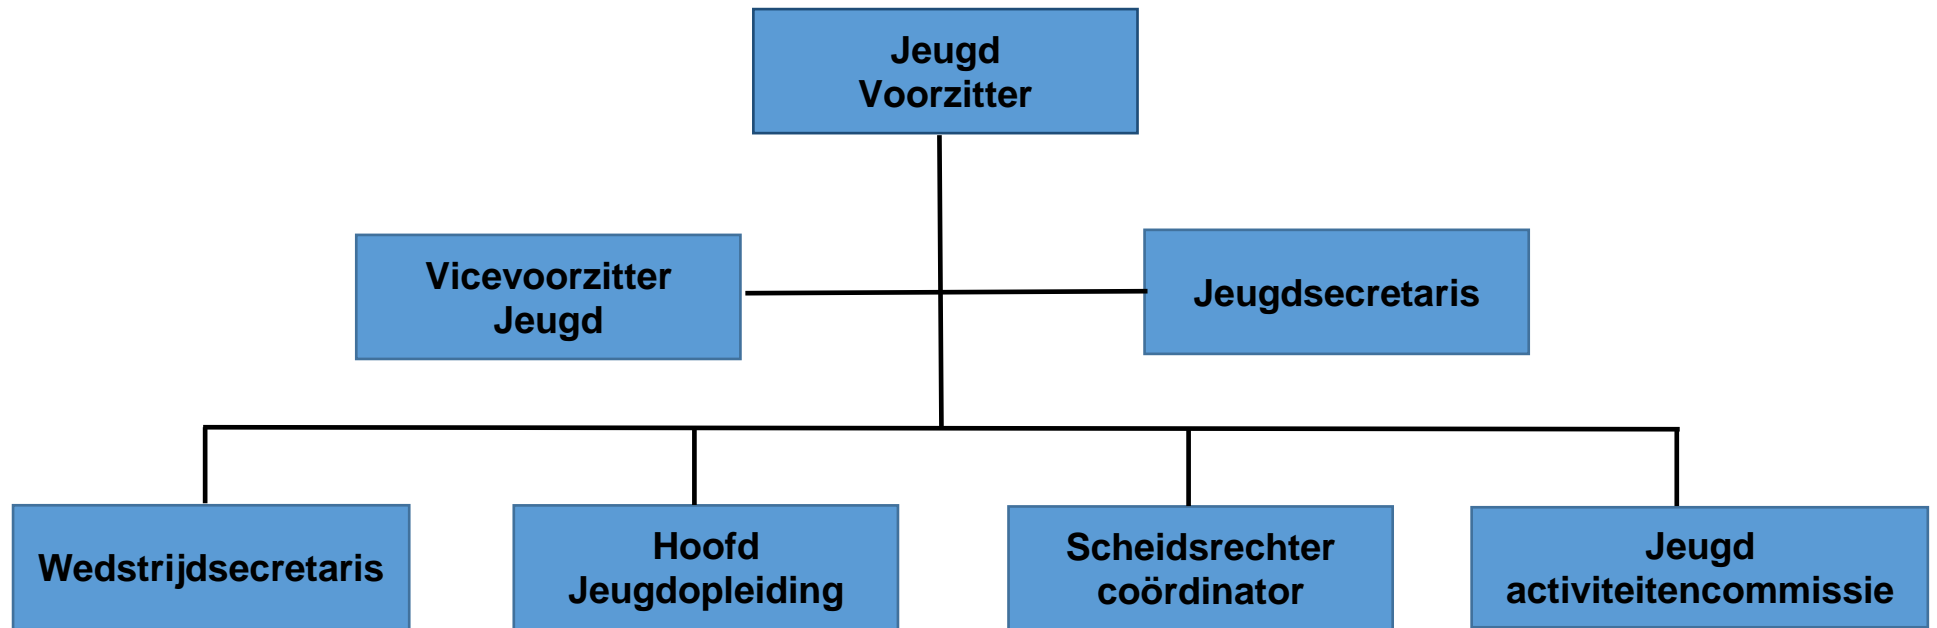 Jeugd
Voorzitter
Vicevoorzitter
Jeugd
Jeugdsecretaris
Wedstrijdsecretaris
Hoofd
Jeugdopleiding
Scheidsrechter
coördinator
Jeugd
activiteitencommissie